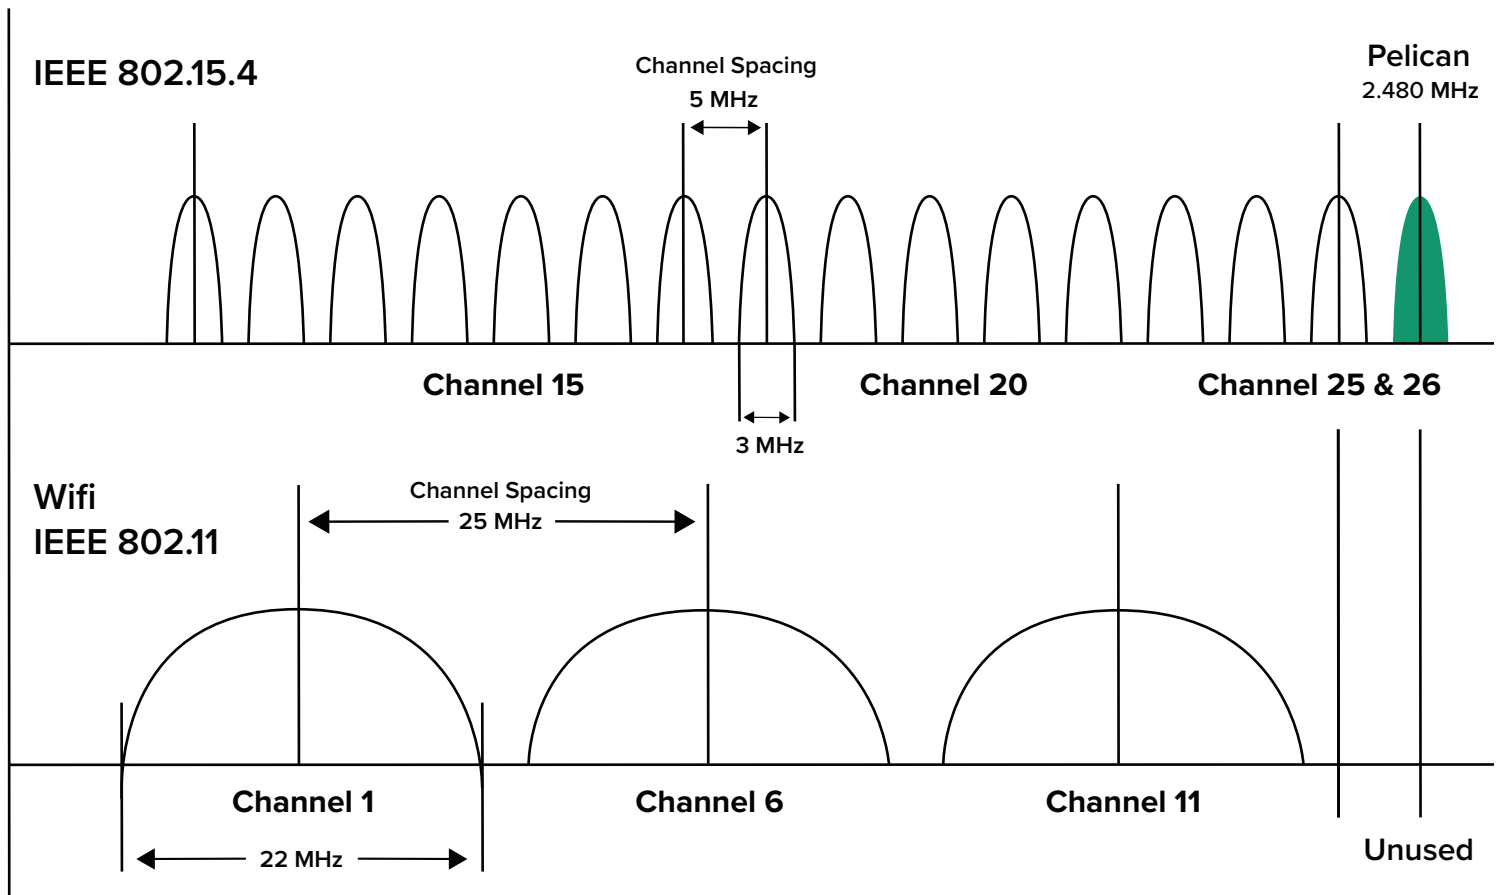 IEEE 802.15.4
Channel Spacing
5 MHz
Pelican
2.480 MHz
Channel 15
Channel 20
Channel 25 & 26
3 MHz
Wifi
IEEE 802.11
Channel Spacing
25 MHz
Channel 1
Channel 6
Channel 11
22 MHz
Unused